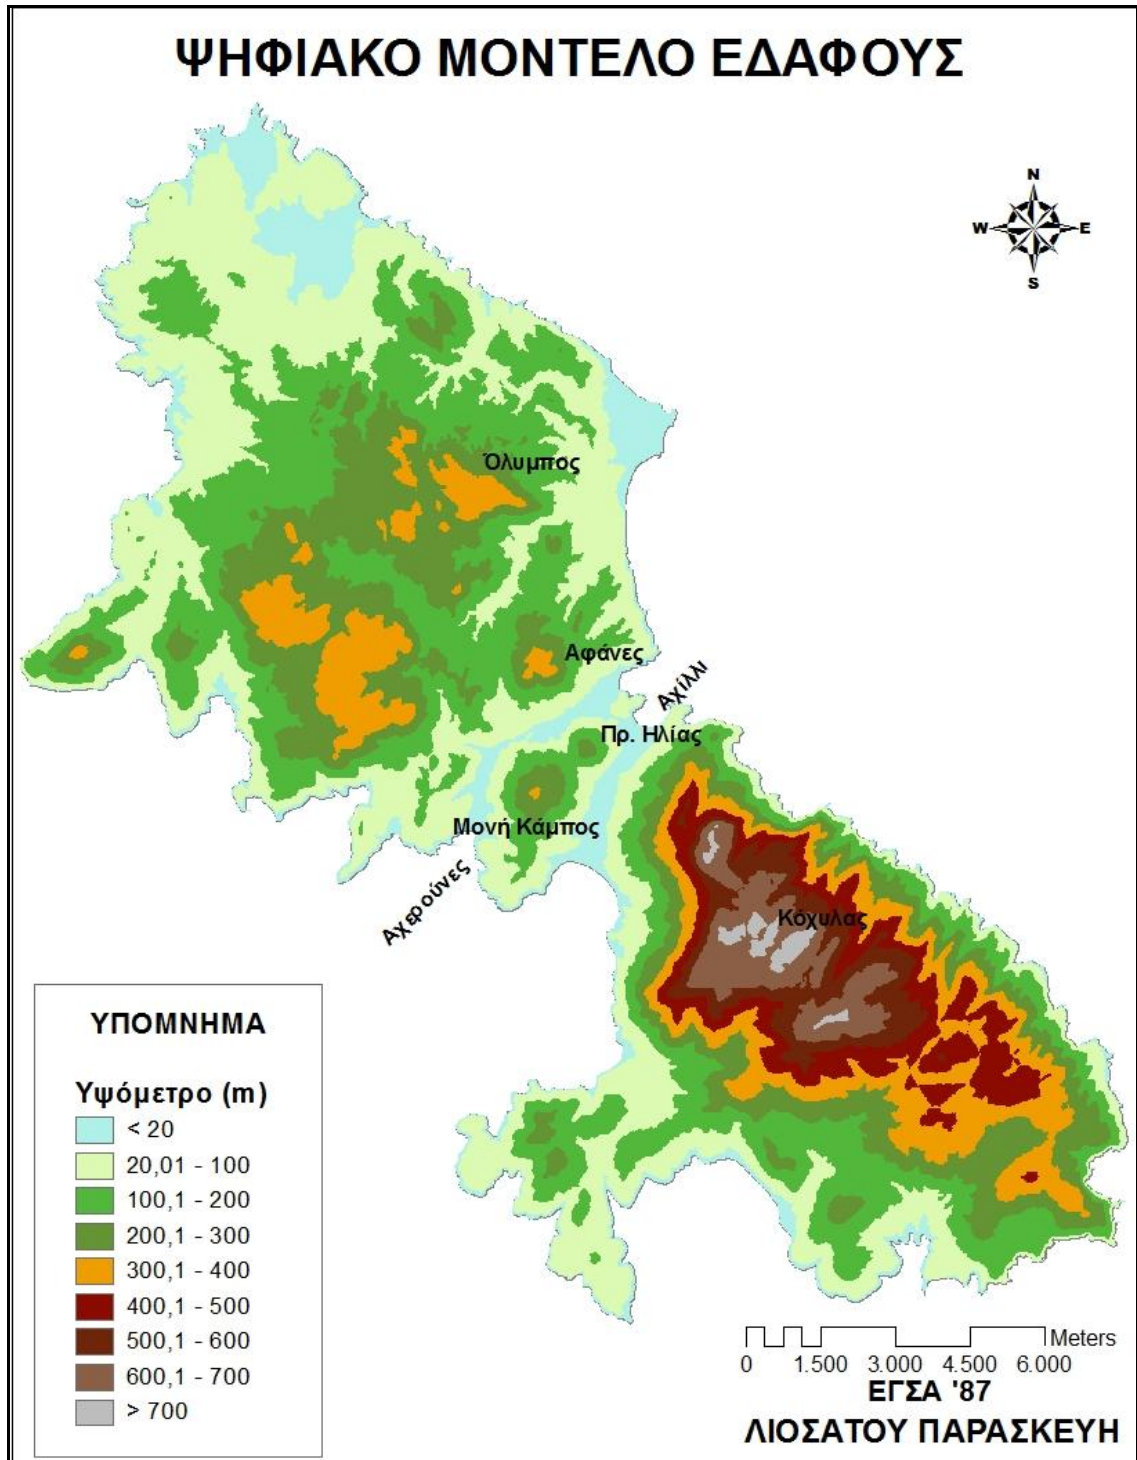 ΨΗΦΙΑΚΟ ΜΟΝΤΕΛΟ ΕΔΑΦΟΥΣ
N
W E
S
Όλυμπος
Αφάνες
Αχίλλι
Πρ. Ηλίας
Μονή Κάμπος
Αχερούνες
Κόχυλας
ΥΠΟΜΝΗΜΑ
Υψόμετρο (m)
< 20
20,01 - 100
100,1 - 200
200,1 - 300
300,1 - 400
400,1 - 500
500,1 - 600
600,1 - 700
> 700
Meters
0 1.500 3.000 4.500 6.000
ΕΓΣΑ '87
ΛΙΟΣΑΤΟΥ ΠΑΡΑΣΚΕΥΗ